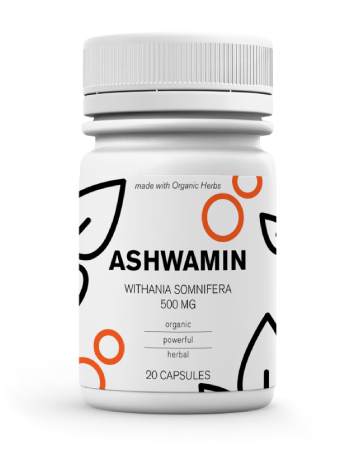 made with Organic Herbs
ASHWAMIN
WITHANIA SOMNIFERA
500 MG
organic
powerful
herbal
20 CAPSULES